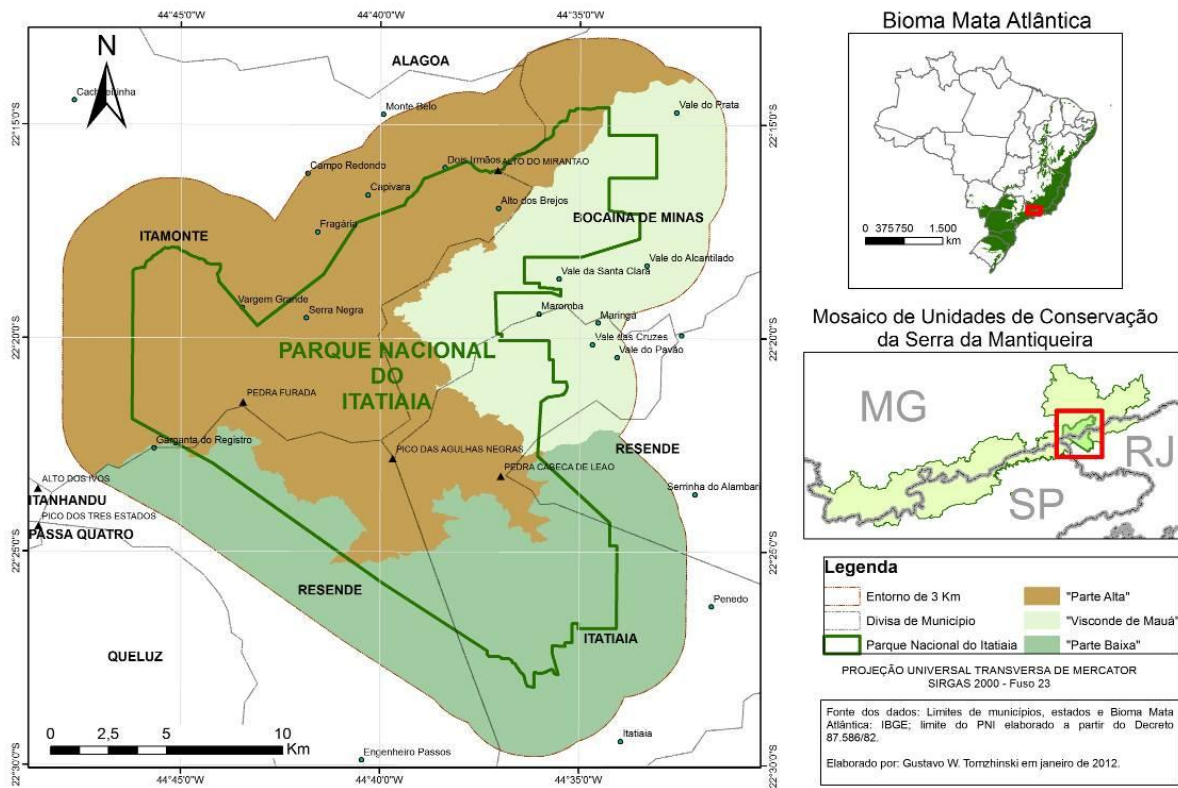 44°45'0"W
44°40'0"W
44°35'0"W
N
ALAGOA
Cachoeirinha
Monte Belo
Vale do Prata
22°15'0"S
22°15'0"S
Campo Redondo
Dois Irmãos
ALTO DO MIRANTAO
Capivara
Alto dos Brejos
Fragária
BOCAINA DE MINAS
ITAMONTE
Vale do Alcantilado
Vale da Santa Clara
Vargem Grande
Serra Negra
Maromba
Maringá
22°20'0"S
22°20'0"S
Vale das Cruzes
Vale do Pavão
PARQUE NACIONAL
DO
ITATIAIA
PEDRA FURADA
Garganta do Registro
PICO DAS AGULHAS NEGRAS
RESENDE
PEDRA CABECA DE LEAO
Serrinha do Alambari
ALTO DOS IVOS
ITANHANDU
PICO DOS TRES ESTADOS
PASSA QUATRO
22°25'0"S
22°25'0"S
RESENDE
Penedo
ITATIAIA
QUELUZ
0 2,5 5 10
Km
Itatiaia
Engenheiro Passos
22°30'0"S
22°30'0"S
44°45'0"W
44°40'0"W
44°35'0"W
Bioma Mata Atlântica
0 375750 1.500
km
Mosaico de Unidades de Conservação
da Serra da Mantiqueira
MG
RJ
SP
Legenda
Entorno de 3 Km
"Parte Alta"
Divisa de Município
"Visconde de Mauá"
Parque Nacional do Itatiaia
"Parte Baixa"
PROJEÇÃO UNIVERSAL TRANSVERSA DE MERCATOR
SIRGAS 2000 - Fuso 23
Fonte dos dados: Limites de municípios, estados e Bioma Mata
Atlântica: IBGE; limite do PNI elaborado a partir do Decreto
87.586/82.
Elaborado por: Gustavo W. Tomzhinski em janeiro de 2012.